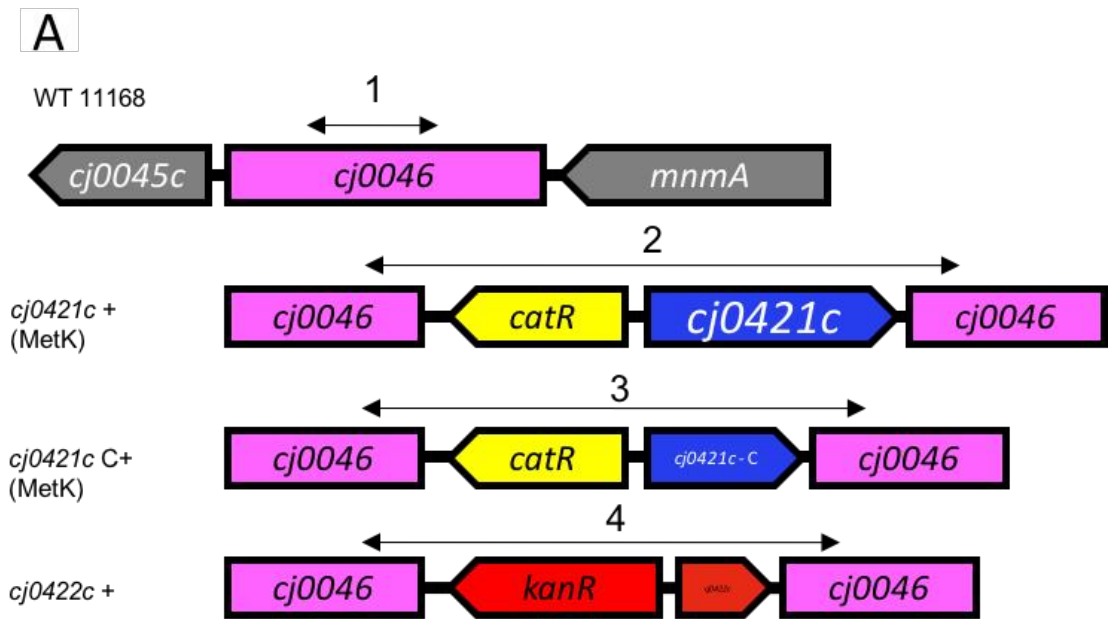 A
WT 11168
1
cj0045c cj0046 mnmA
2
cj0421c +
(MetK)
cj0046 catR cj0421c cj0046
3
cj0421c C+
(MetK)
cj0046 catR cj0421c - C cj0046
4
cj0422c +
cj0046 kanR cj0422c cj0046